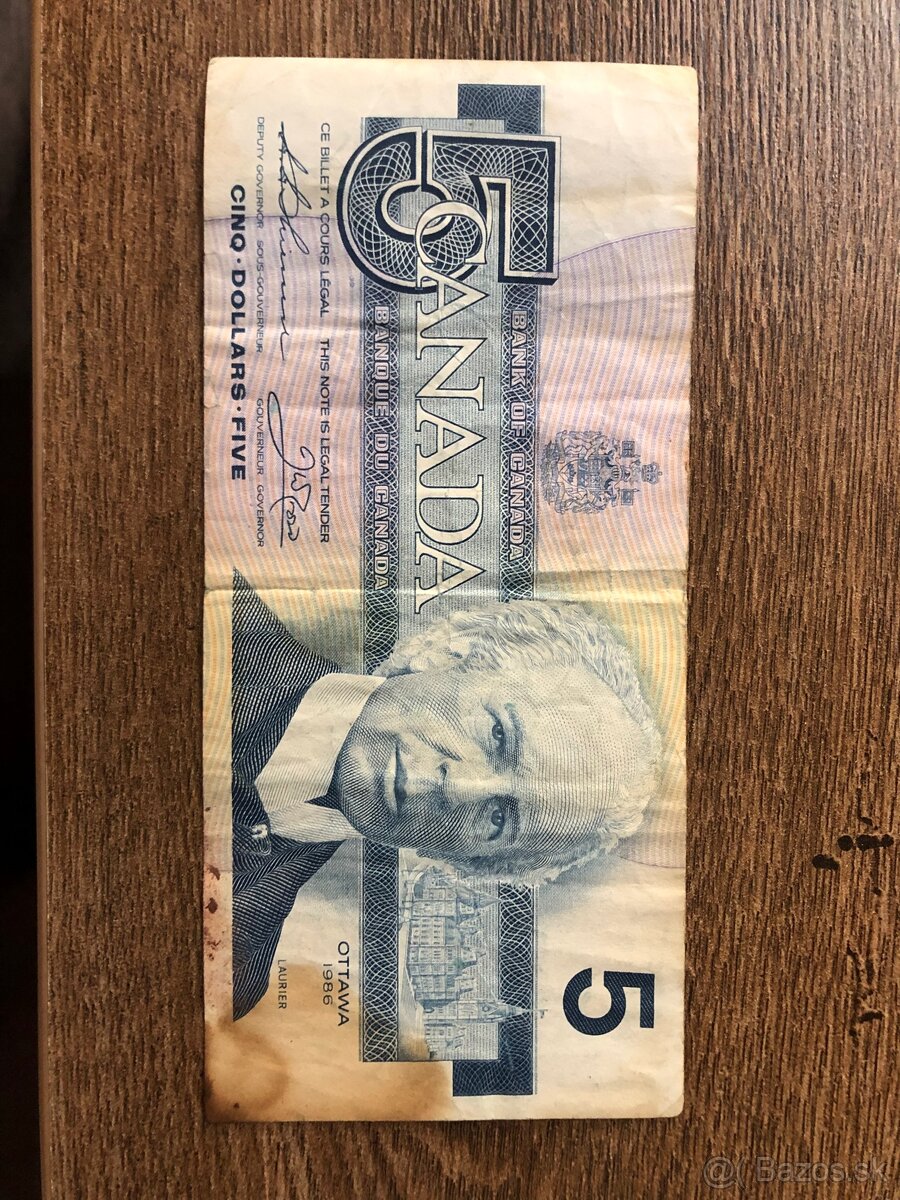 5
CANADA
BANK OF CANADA
BANQUE DU CANADA
CE BILLET A COURS LÉGAL THIS NOTE IS LEGAL TENDER
DEPUTY GOVERNOR SOUS-GOUVERNEUR GOUVERNEUR GOVERNOR
CINQ·DOLLARS·FIVE
5
OTTAWA
1986
LAURIER
Bazos.sk